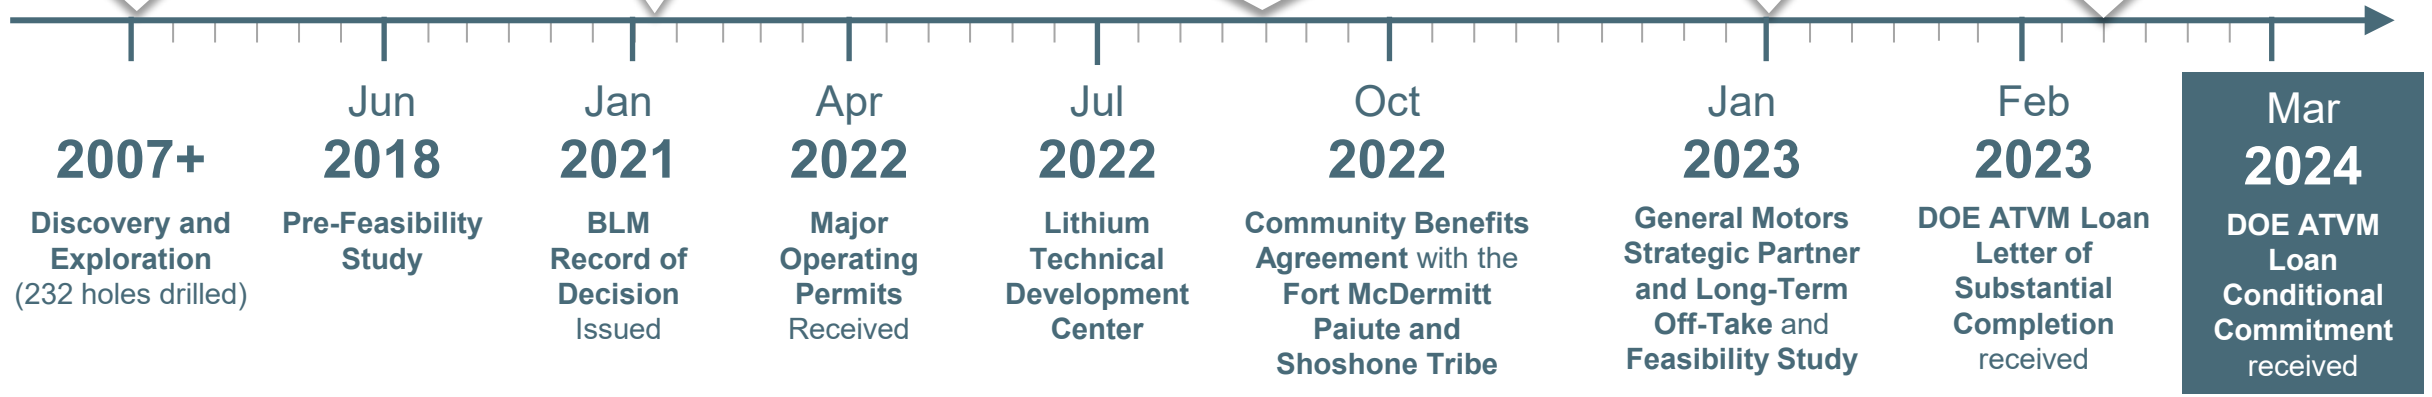 2007+
Discovery and
Exploration
(232 holes drilled)
Jun
2018
Pre-Feasibility
Study
Jan
2021
BLM
Record of
Decision
Issued
Apr
2022
Major
Operating
Permits
Received
Jul
2022
Lithium
Technical
Development
Center
Oct
2022
Community Benefits
Agreement with the
Fort McDermitt
Paiute and
Shoshone Tribe
Jan
2023
General Motors
Strategic Partner
and Long-Term
Off-Take and
Feasibility Study
Feb
2023
DOE ATVM Loan
Letter of
Substantial
Completion
received
Mar
2024
DOE ATVM
Loan
Conditional
Commitment
received